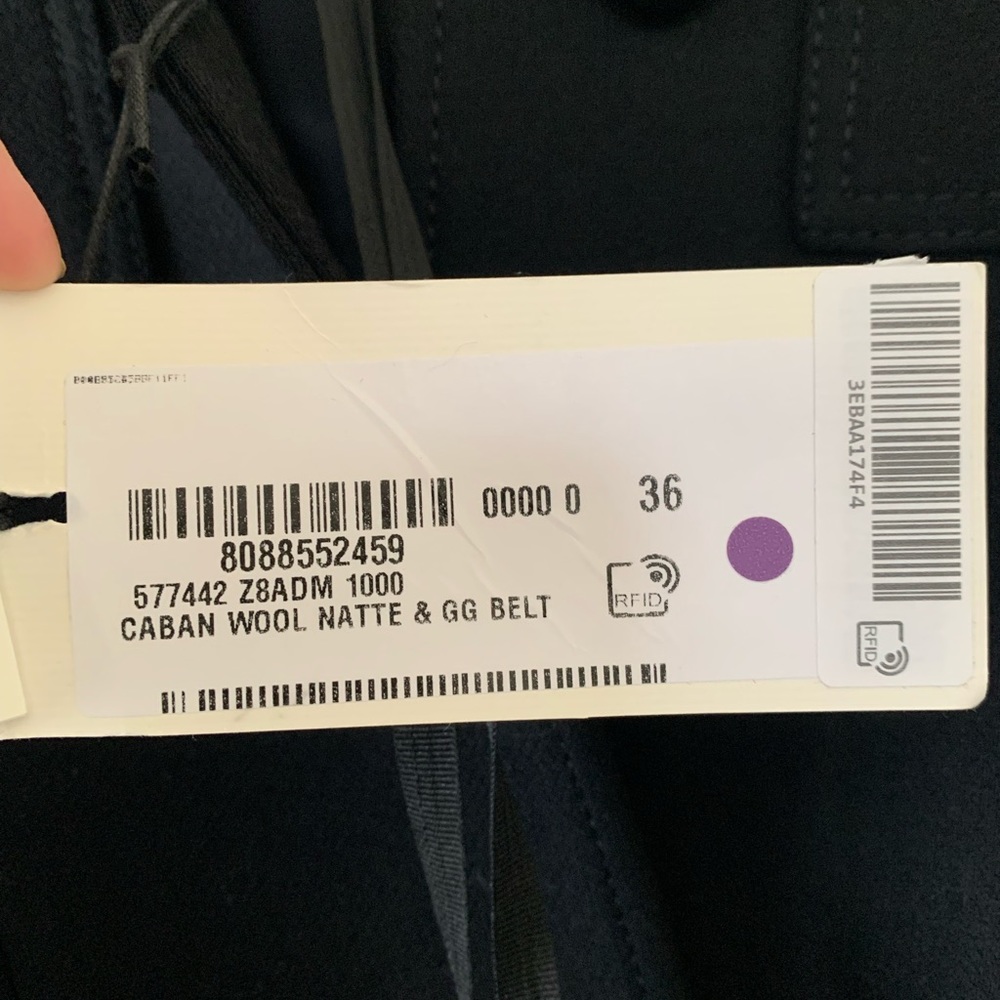 0000 0 36
8088552459
577442 Z8ADM 1000
CABAN WOOL NATTE & GG BELT
RFID
3EBAA174F4
RFID